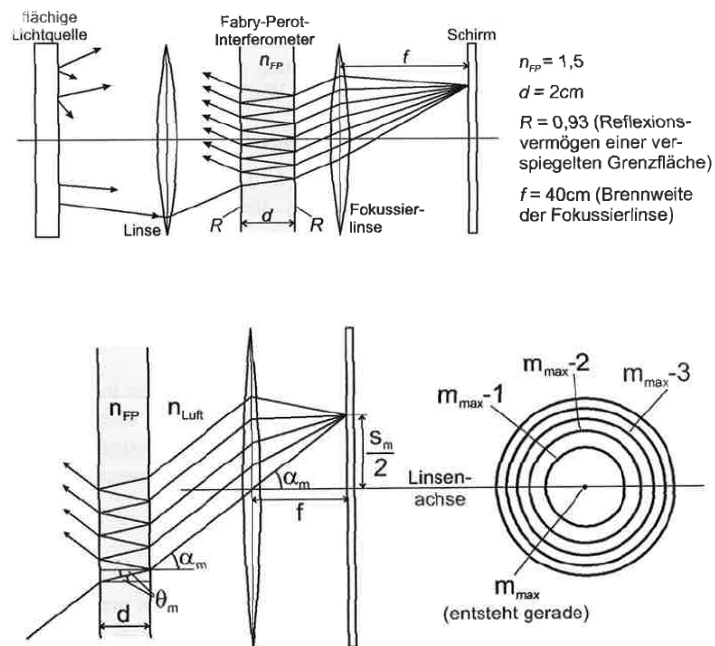 flächige
Lichtquelle
Fabry-Perot-
Interferometer
n_FP
f
Schirm
Linse
R
d
R
Fokussier-
linse
n_FP = 1,5
d = 2cm
R = 0,93 (Reflexions-
vermögen einer ver-
spiegelten Grenzfläche)
f = 40cm (Brennweite
der Fokussierlinse)
n_FP
n_Luft
α_m
θ_m
d
α_m
f
s_m
2
Linsen-
achse
m_max-1
m_max-2
m_max-3
m_max
(entsteht gerade)